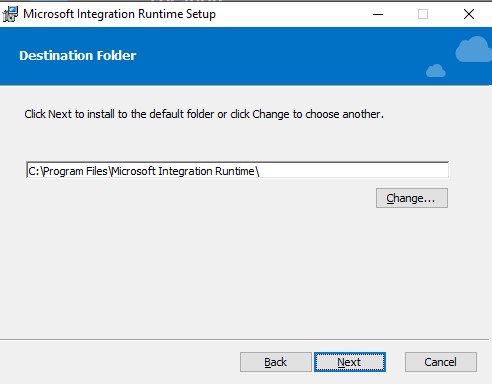 Microsoft Integration Runtime Setup
Destination Folder
Click Next to install to the default folder or click Change to choose another.
C:\Program Files\Microsoft Integration Runtime\
Change...
Back
Next
Cancel